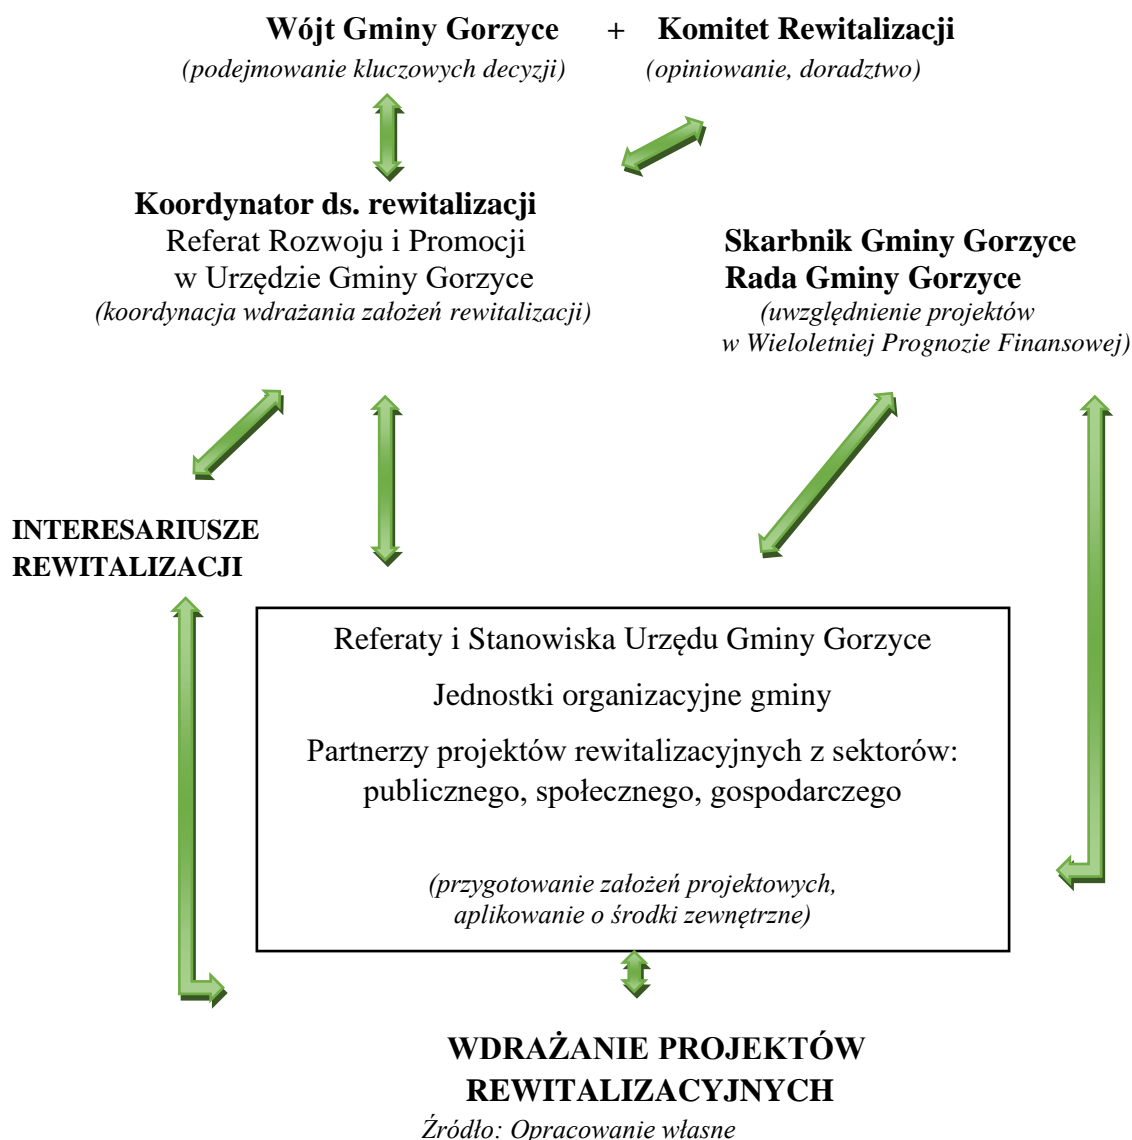 Wójt Gminy Gorzyce + Komitet Rewitalizacji
(podejmowanie kluczowych decyzji) (opiniowanie, doradztwo)
Koordynator ds. rewitalizacji
Referat Rozwoju i Promocji
w Urzędzie Gminy Gorzyce
(koordynacja wdrażania założeń rewitalizacji)
Skarbnik Gminy Gorzyce
Rada Gminy Gorzyce
(uwzględnienie projektów
w Wieloletniej Prognozie Finansowej)
INTERESARIUSZE
REWITALIZACJI
Referaty i Stanowiska Urzędu Gminy Gorzyce
Jednostki organizacyjne gminy
Partnerzy projektów rewitalizacyjnych z sektorów:
publicznego, społecznego, gospodarczego
(przygotowanie założeń projektowych,
aplikowanie o środki zewnętrzne)
WDRAŻANIE PROJEKTÓW
REWITALIZACYJNYCH
Źródło: Opracowanie własne